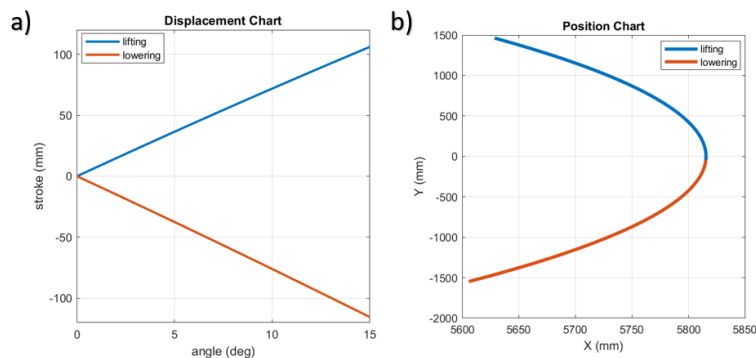 a)
Displacement Chart
lifting
lowering
100
50
0
-50
-100
stroke (mm)
0
5
10
15
angle (deg)
b)
Position Chart
lifting
lowering
1500
1000
500
0
-500
-1000
-1500
-2000
Y (mm)
5600
5650
5700
5750
5800
5850
X (mm)